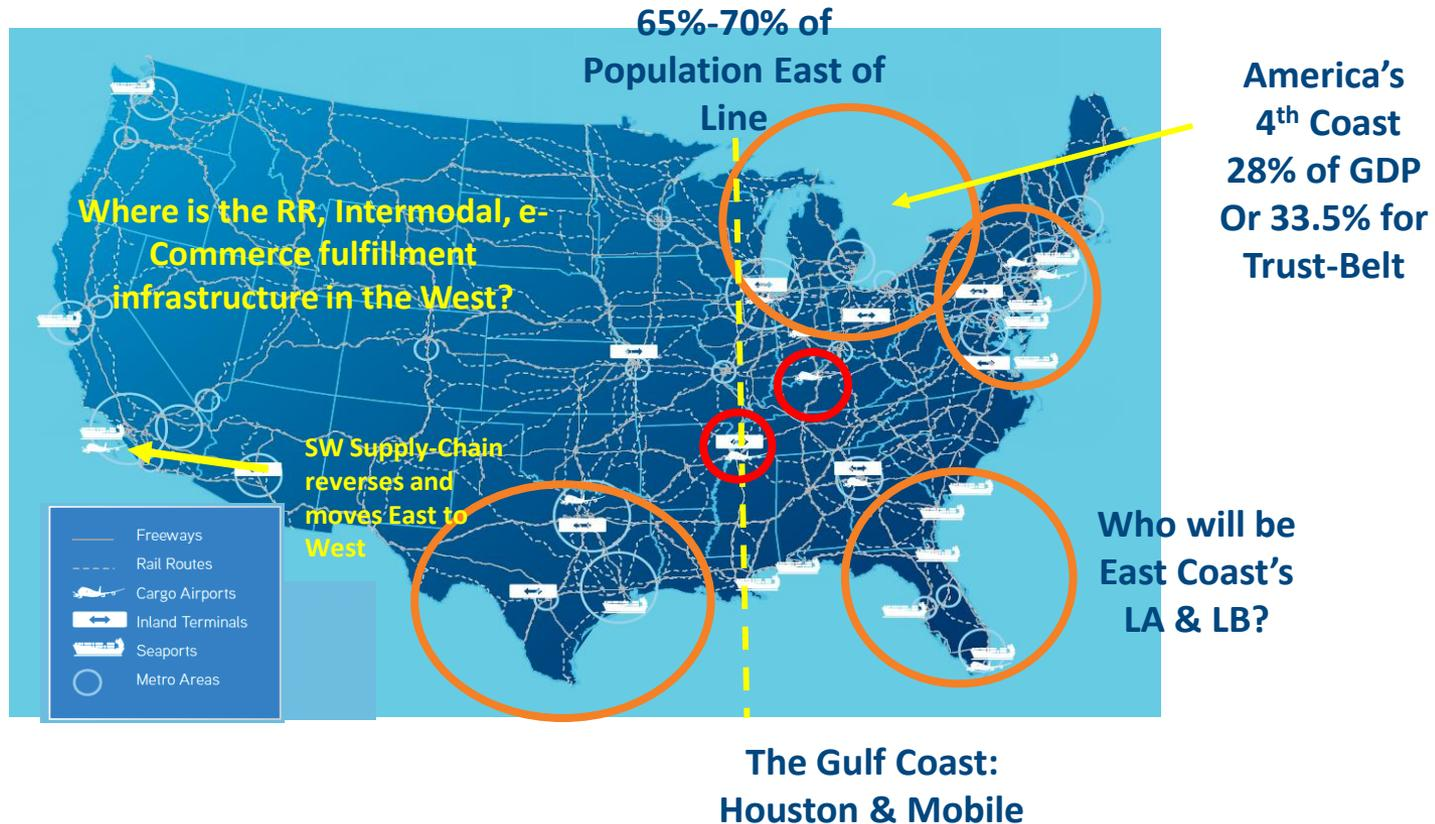 65%-70% of
Population East of
Line
America’s
4th Coast
28% of GDP
Or 33.5% for
Trust-Belt
Where is the RR, Intermodal, e-
Commerce fulfillment
infrastructure in the West?
SW Supply-Chain
reverses and
moves East to
West
Freeways
Rail Routes
Cargo Airports
Inland Terminals
Seaports
Metro Areas
Who will be
East Coast’s
LA & LB?
The Gulf Coast:
Houston & Mobile